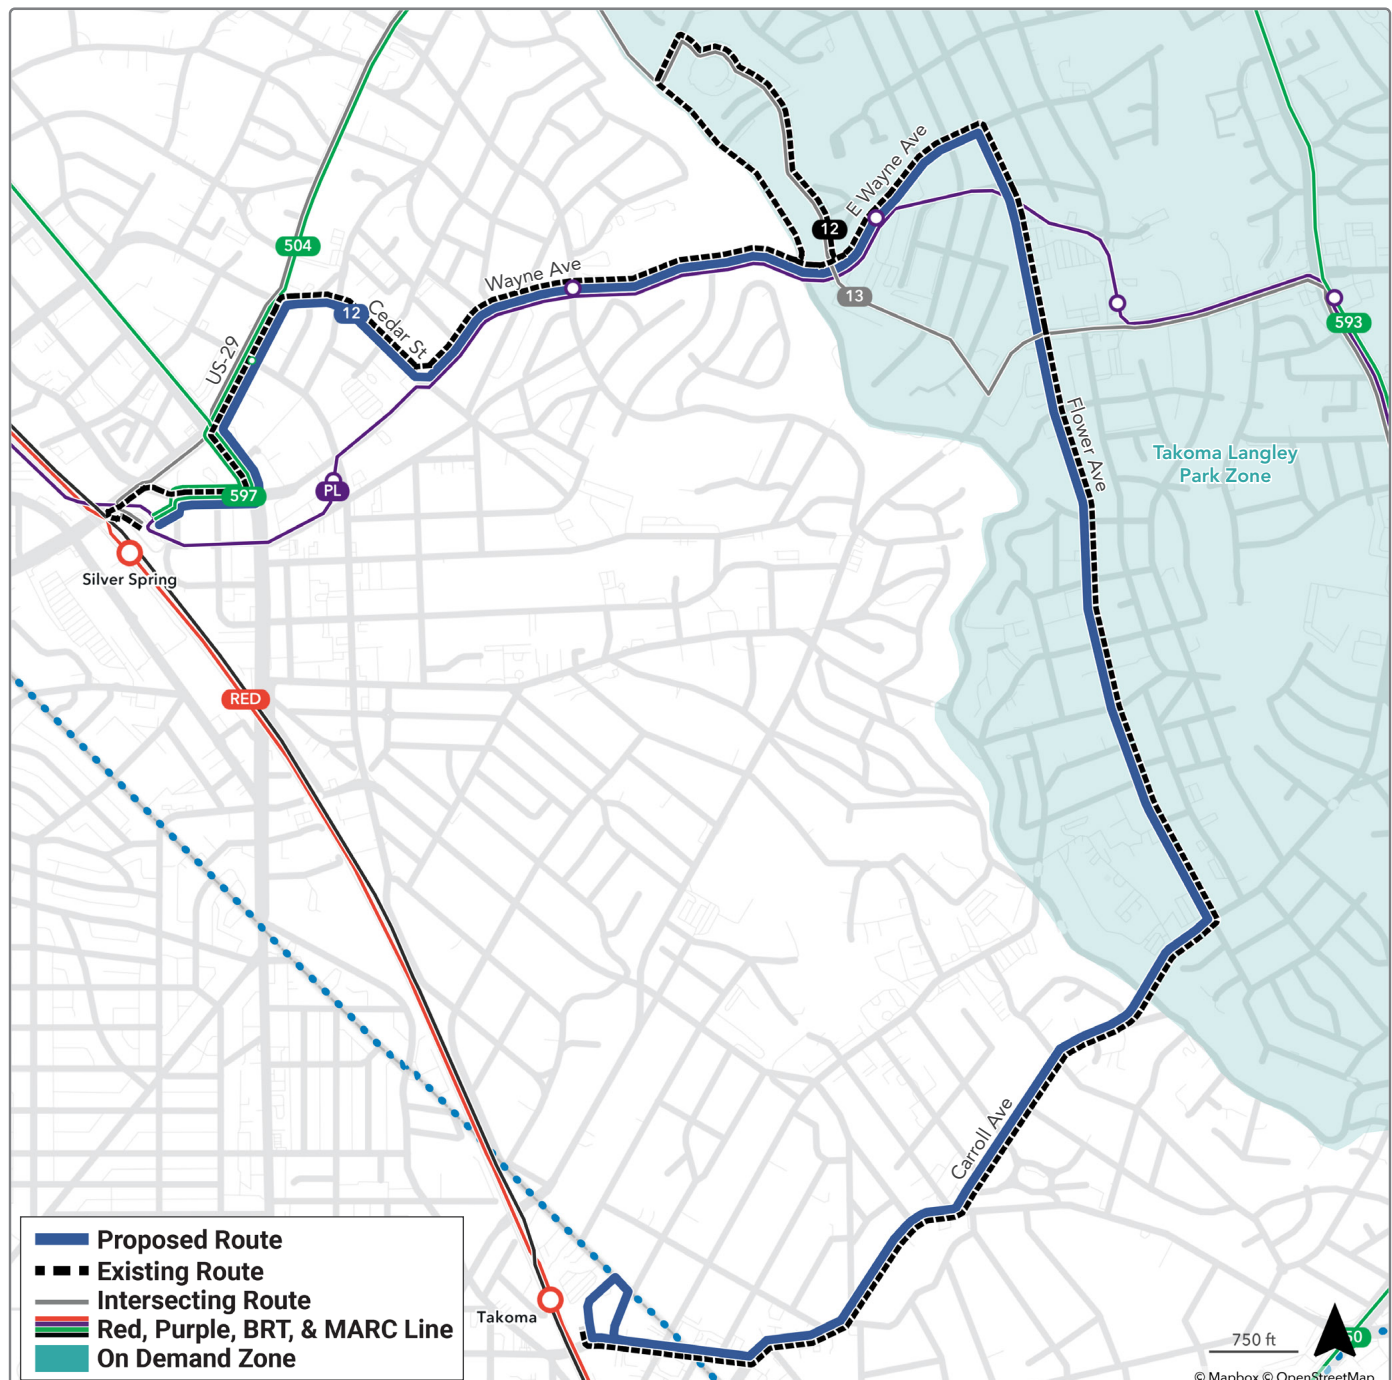 12
E Wayne Ave
504
Wayne Ave
13
12
Cedar St
593
US-29
Flower Ave
Takoma Langley
Park Zone
597
PL
Silver Spring
RED
Carroll Ave
Proposed Route
Existing Route
Intersecting Route
Red, Purple, BRT, & MARC Line
On Demand Zone
Takoma
750 ft
© Mapbox © OpenStreetMap